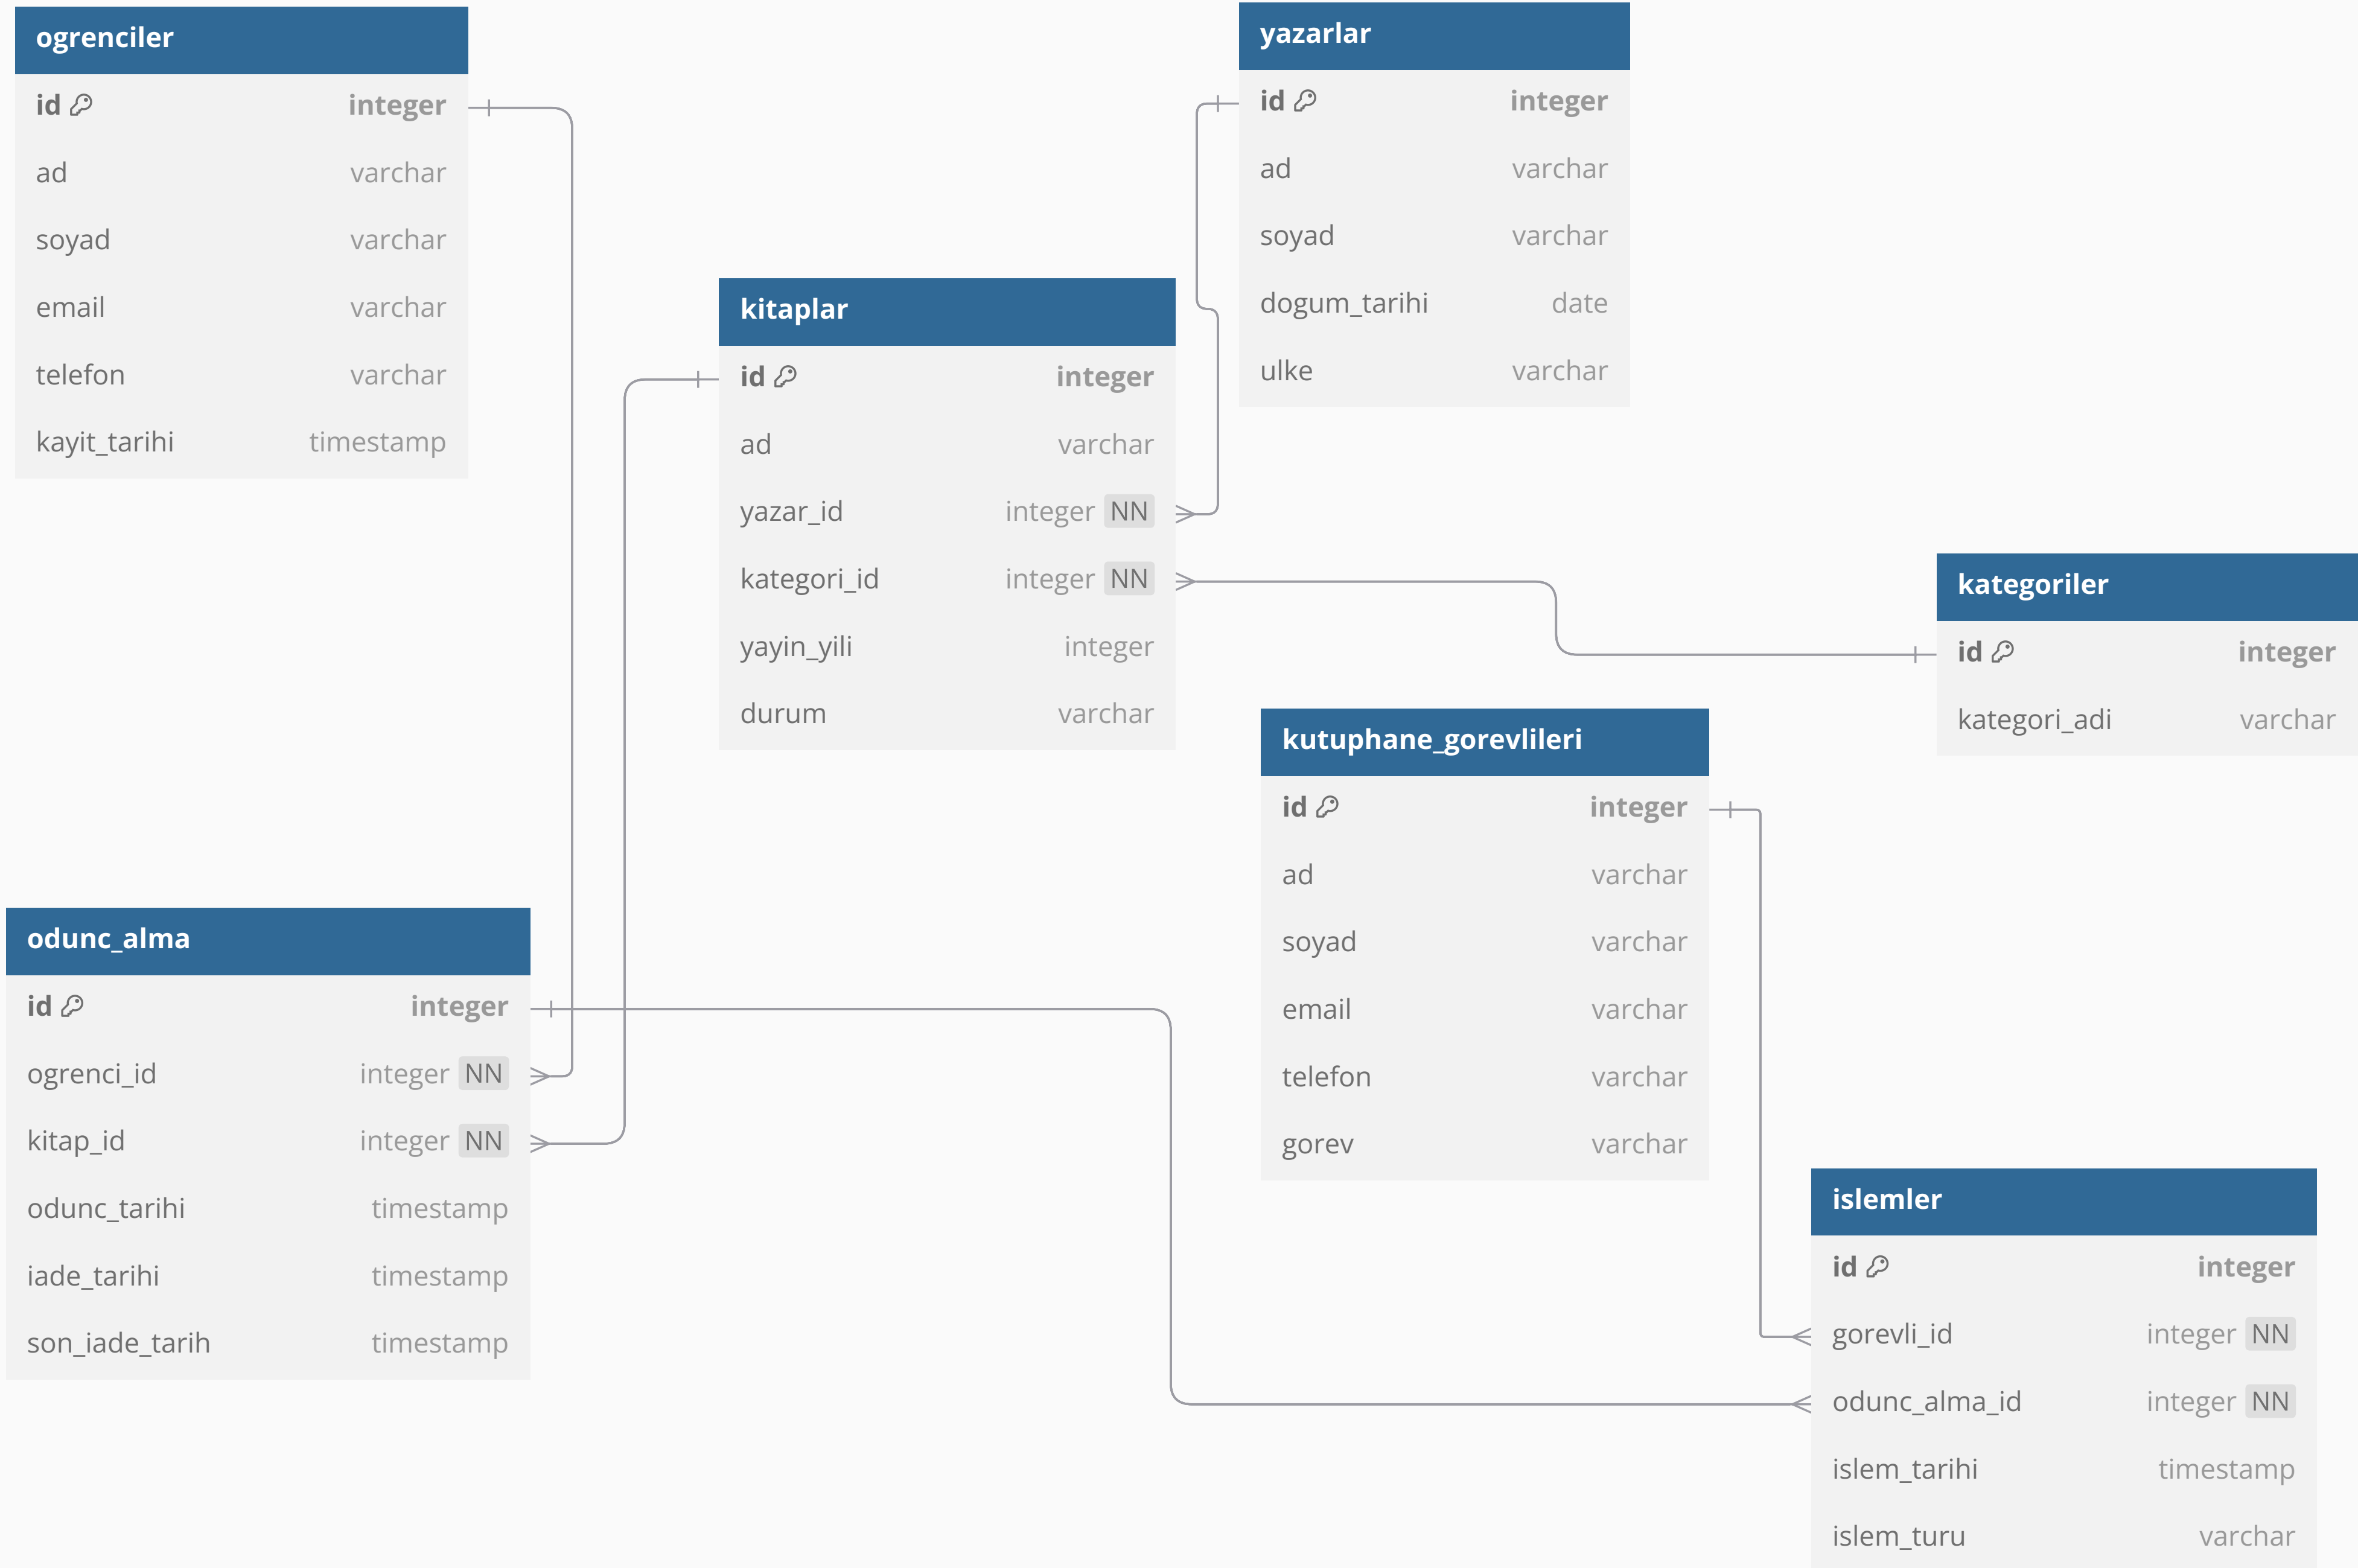 ogrenciler
id integer
ad varchar
soyad varchar
email varchar
telefon varchar
kayit_tarihi timestamp
yazarlar
id integer
ad varchar
soyad varchar
dogum_tarihi date
ulke varchar
kitaplar
id integer
ad varchar
yazar_id integer NN
kategori_id integer NN
yayin_yili integer
durum varchar
kategoriler
id integer
kategori_adi varchar
kutuphane_gorevlileri
id integer
ad varchar
soyad varchar
email varchar
telefon varchar
gorev varchar
odunc_alma
id integer
ogrenci_id integer NN
kitap_id integer NN
odunc_tarihi timestamp
iade_tarihi timestamp
son_iade_tarih timestamp
islemler
id integer
gorevli_id integer NN
odunc_alma_id integer NN
islem_tarihi timestamp
islem_turu varchar